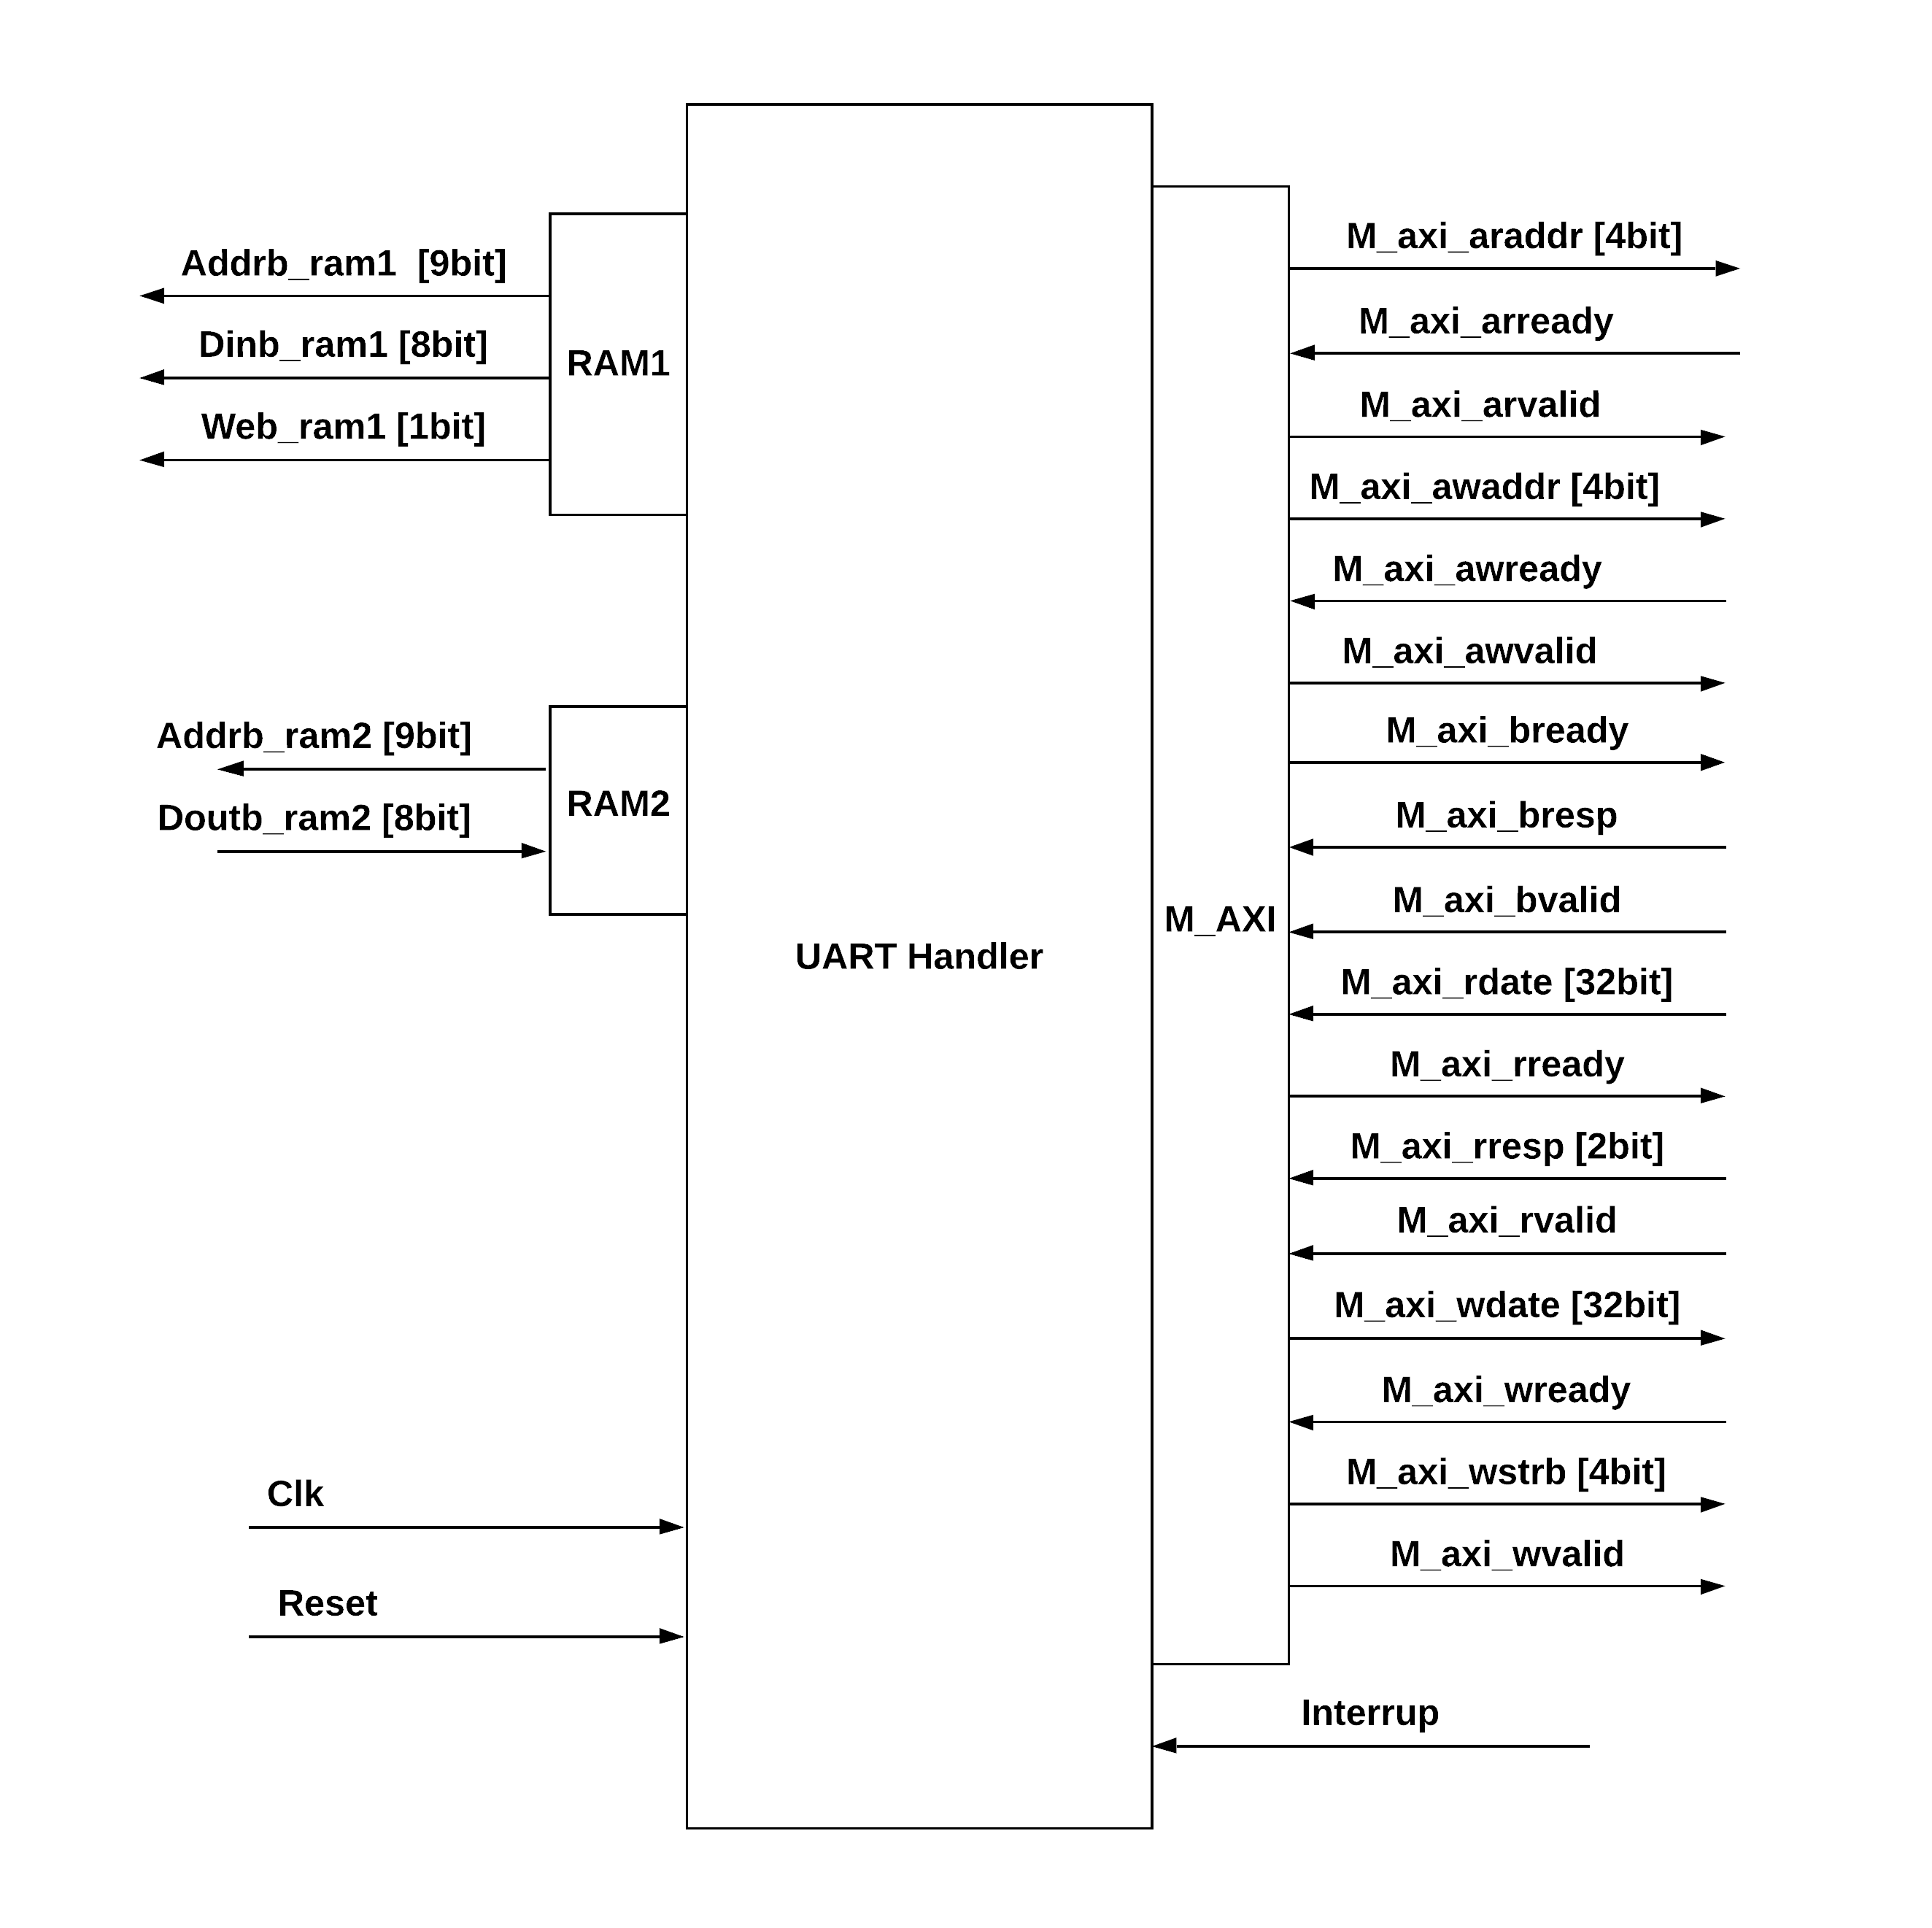 Addrb_ram1  [9bit]
Dinb_ram1 [8bit]
Web_ram1 [1bit]
RAM1
Addrb_ram2 [9bit]
Doutb_ram2 [8bit]
RAM2
Clk
Reset
UART Handler
M_AXI
M_axi_araddr [4bit]
M_axi_arready
M_axi_arvalid
M_axi_awaddr [4bit]
M_axi_awready
M_axi_awvalid
M_axi_bready
M_axi_bresp
M_axi_bvalid
M_axi_rdate [32bit]
M_axi_rready
M_axi_rresp [2bit]
M_axi_rvalid
M_axi_wdate [32bit]
M_axi_wready
M_axi_wstrb [4bit]
M_axi_wvalid
Interrup